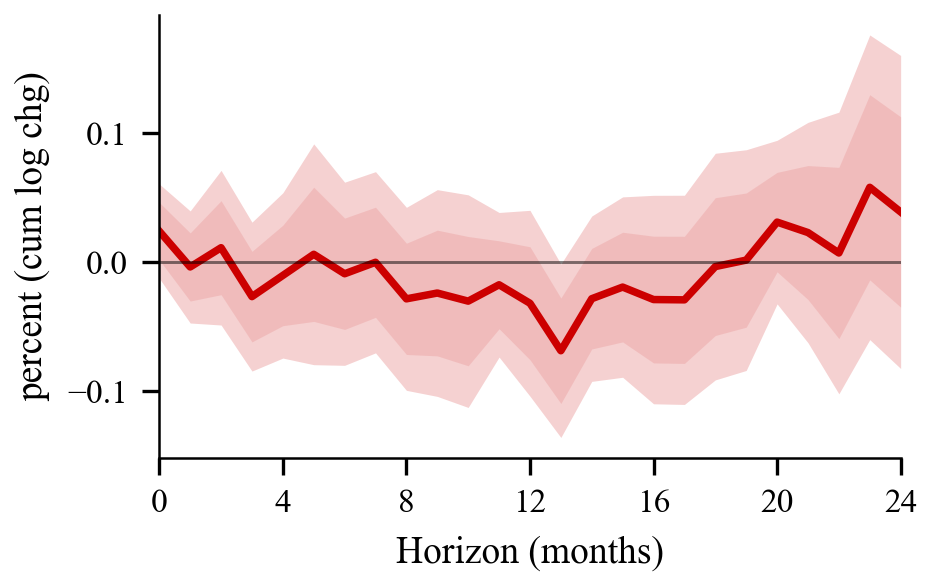 percent (cum log chg)
0.1
0.0
−0.1
0 4 8 12 16 20 24
Horizon (months)